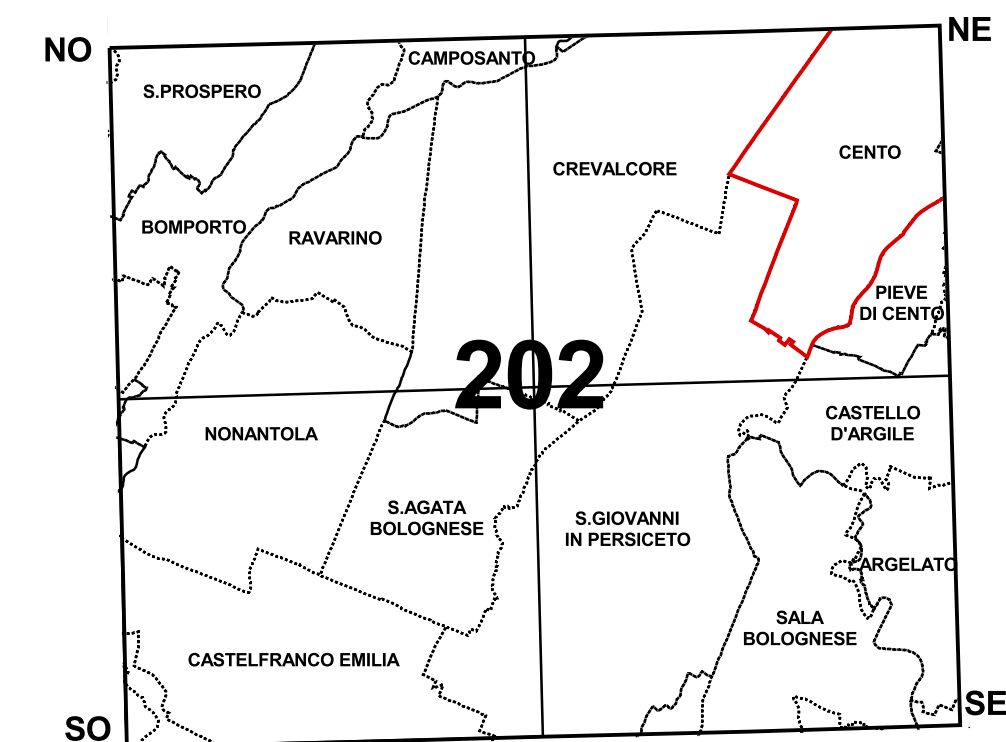 NO
NE
CAMPOSANTO
S.PROSPERO
CENTO
CREVALCORE
BOMPORTO
RAVARINO
PIEVE
DI CENTO
202
CASTELLO
D'ARGILE
NONANTOLA
S.AGATA
BOLOGNESE
S.GIOVANNI
IN PERSICETO
ARGELATO
SALA
BOLOGNESE
CASTELFRANCO EMILIA
SO
SE